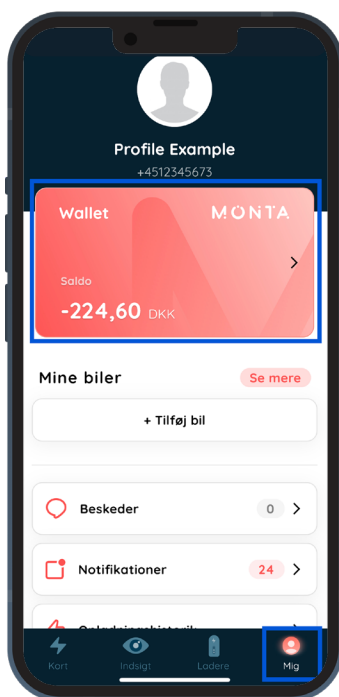 Profile Example
+4512345673
Wallet MONTA
Saldo
-224,60 DKK
Mine biler Se mere
+ Tilføj bil
Beskeder 0
Notifikationer 24
Kort Indsigt Ladere Mig